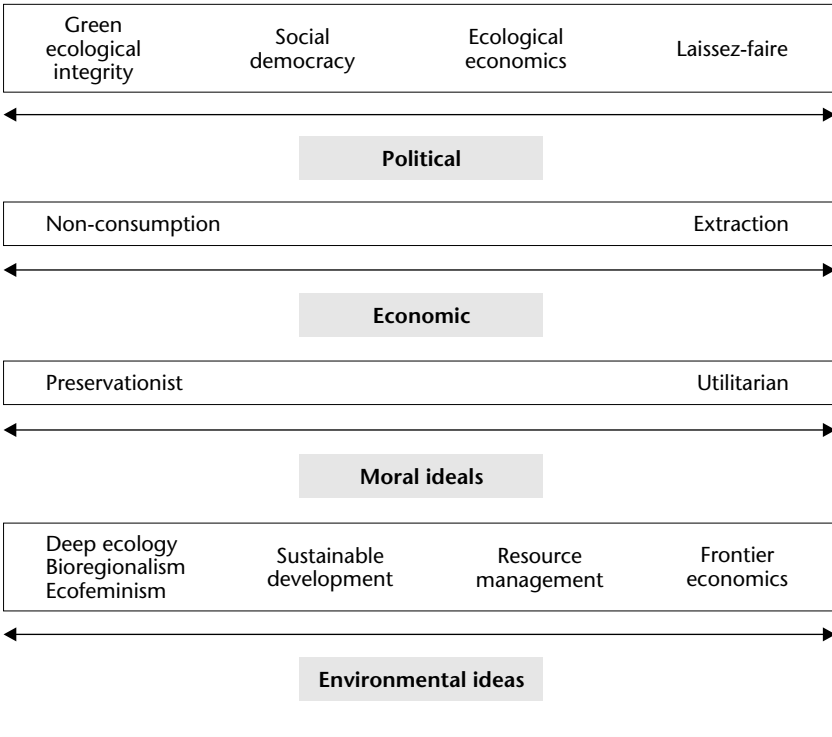 Green
ecological
integrity
Social
democracy
Ecological
economics
Laissez-faire
Political
Non-consumption
Extraction
Economic
Preservationist
Utilitarian
Moral ideals
Deep ecology
Bioregionalism
Ecofeminism
Sustainable
development
Resource
management
Frontier
economics
Environmental ideas